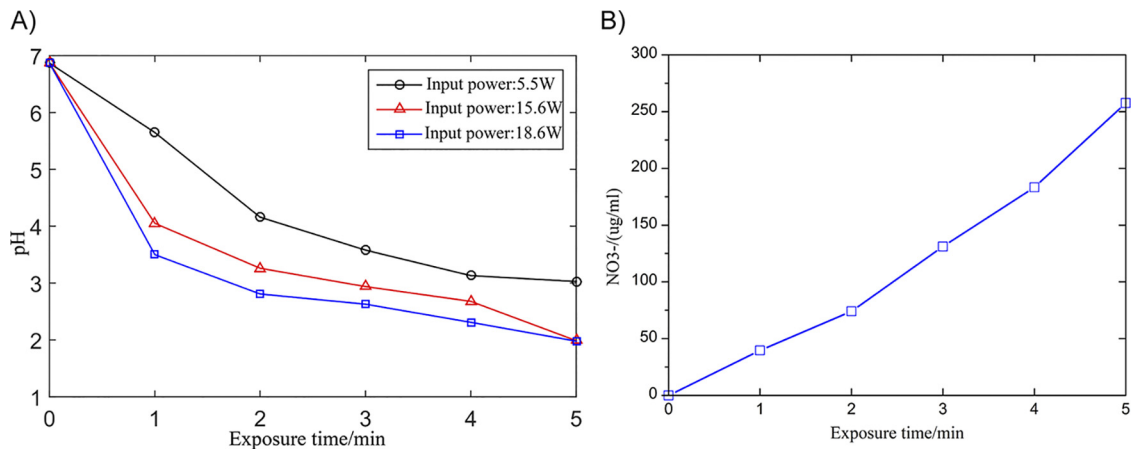 A)
7
6
5
4
3
2
1
pH
0 1 2 3 4 5
Exposure time/min
Input power:5.5W
Input power:15.6W
Input power:18.6W
B)
300
250
200
150
100
50
0
NO3-/(ug/ml)
0 1 2 3 4 5
Exposure time/min